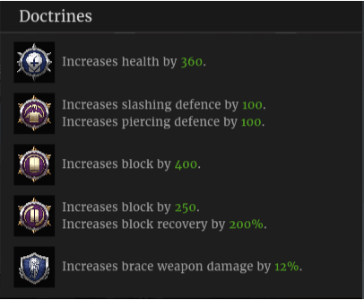 Doctrines
Increases health by 360.
Increases slashing defence by 100.
Increases piercing defence by 100.
Increases block by 400.
Increases block by 250.
Increases block recovery by 200%.
Increases brace weapon damage by 12%.